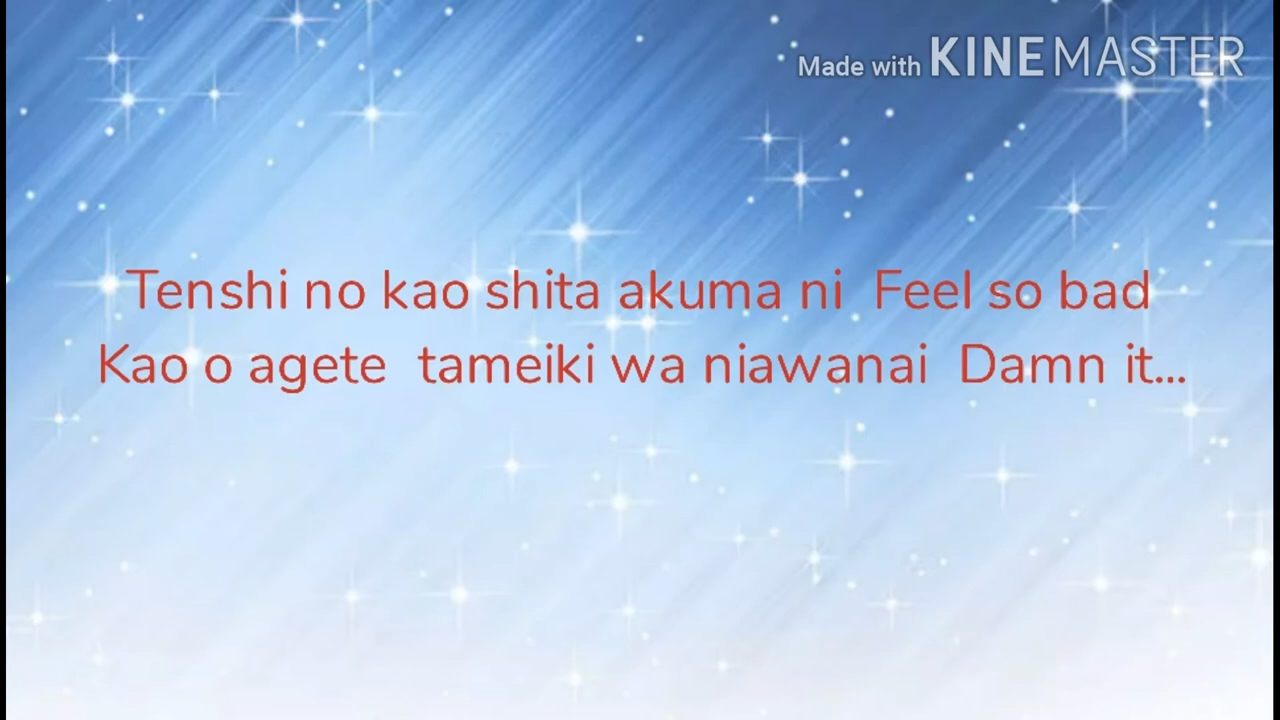 Made with KINEMASTER
Tenshi no kao shita akuma ni  Feel so bad
Kao o agete  tameiki wa niawanai  Damn it...